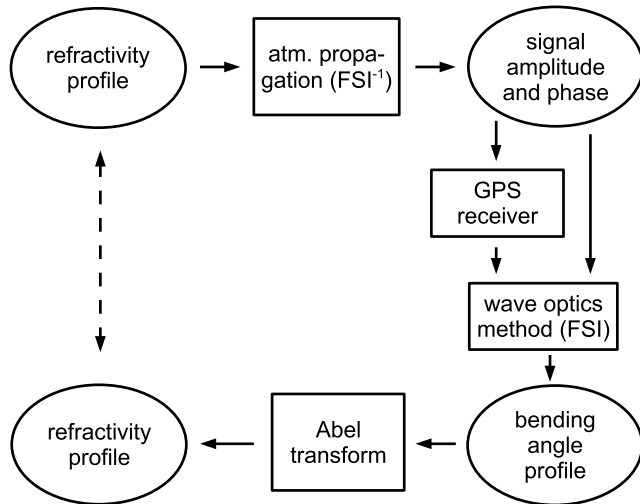 refractivity
profile
atm. propa-
gation (FSI⁻¹)
signal
amplitude
and phase
GPS
receiver
wave optics
method (FSI)
bending
angle
profile
Abel
transform
refractivity
profile